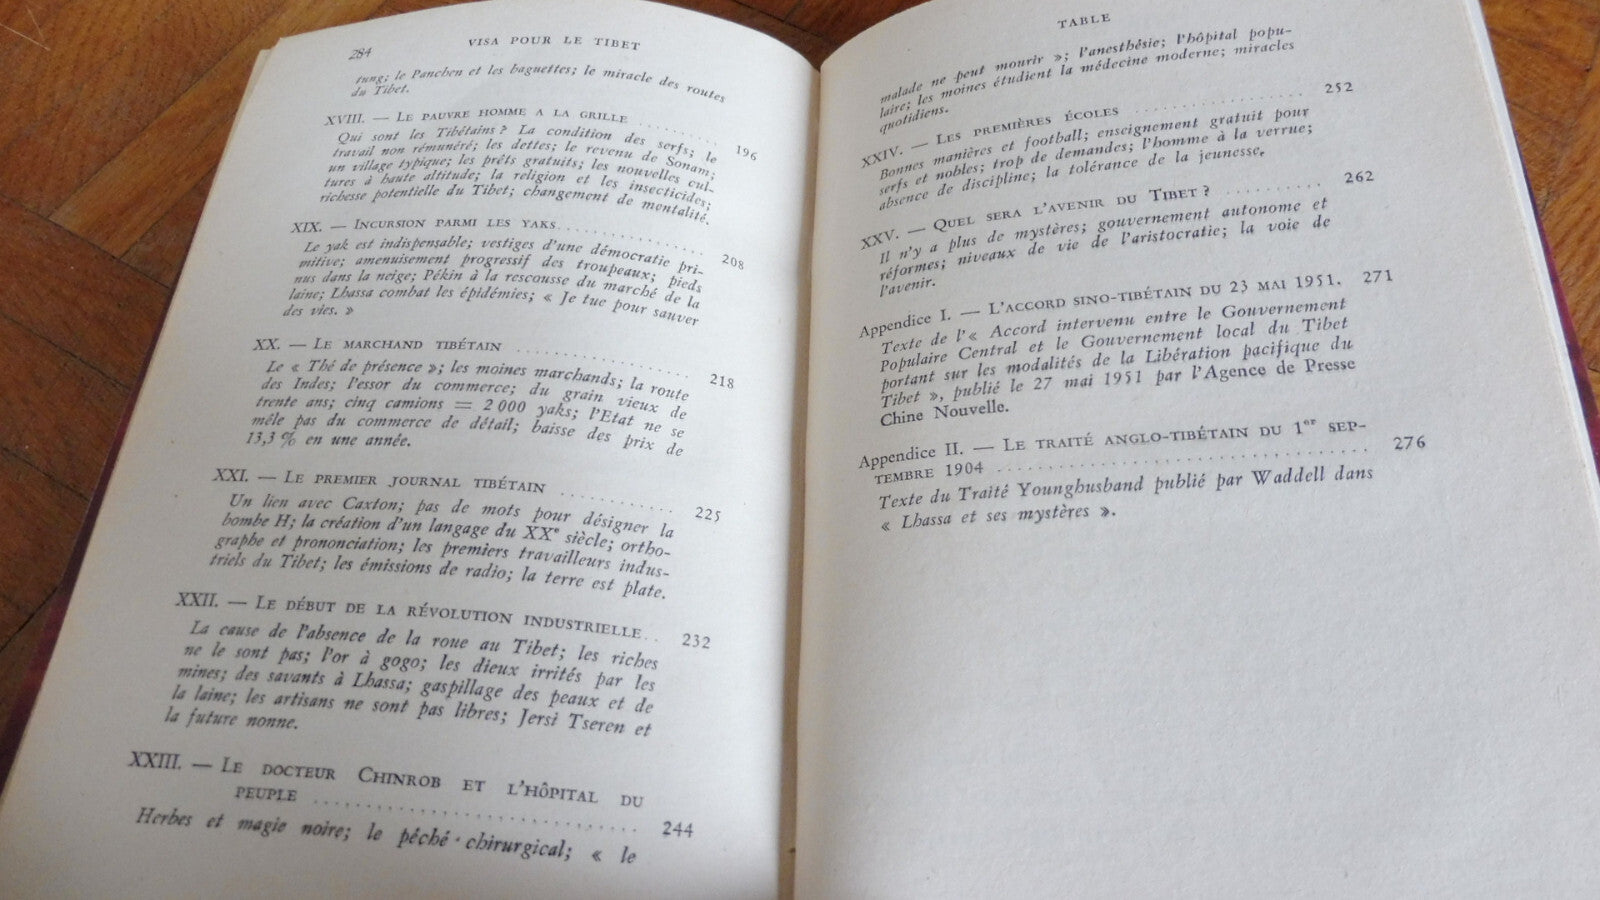 284
VISA POUR LE TIBET
tung; le Panchen et les baguettes; le miracle des routes
du Tibet.
XVIII. — LE PAUVRE HOMME A LA GRILLE ........ 196
Qui sont les Tibétains? La condition des serfs; le
travail non rémunéré; les dettes; le revenu de Sonam;
un village typique; les prêts gratuits; les nouvelles cul-
tures à haute altitude; la religion et les insecticides;
richesse potentielle du Tibet; changement de mentalité.
XIX. — INCURSION PARMI LES YAKS.............. 208
Le yak est indispensable; vestiges d'une démocratie pri-
mitive; amenuisement progressif des troupeaux; pieds
nus dans la neige; Pékin à la rescousse du marché de la
laine; Lhassa combat les épidémies; « Je tue pour sauver
des vies. »
XX. — LE MARCHAND TIBÉTAIN .................. 218
Le « Thé de présence »; les moines marchands; la route
des Indes; l'essor du commerce; du grain vieux de
trente ans; cinq camions = 2 000 yaks; l'Etat ne se
mêle pas du commerce de détail; baisse des prix de
13,3 % en une année.
XXI. — LE PREMIER JOURNAL TIBÉTAIN ............ 225
Un lien avec Caxton; pas de mots pour désigner la
bombe H; la création d'un langage du XXe siècle; ortho-
graphe et prononciation; les premiers travailleurs indus-
triels du Tibet; les émissions de radio; la terre est plate.
XXII. — LE DÉBUT DE LA RÉVOLUTION INDUSTRIELLE.. 232
La cause de l'absence de la roue au Tibet; les riches
ne le sont pas; l'or à gogo; les dieux irrités par les
mines; des savants à Lhassa; gaspillage des peaux et de
la laine; les artisans ne sont pas libres; Jersi Tseren et
la future nonne.
XXIII. — LE DOCTEUR CHINROB ET L'HÔPITAL DU
PEUPLE .............................. 244
Herbes et magie noire; le péché chirurgical; « le
TABLE
malade ne peut mourir »; l'anesthésie; l'hôpital popu-
laire; les moines étudient la médecine moderne; miracles
quotidiens.
XXIV. — LES PREMIÈRES ÉCOLES .................. 252
Bonnes manières et football; enseignement gratuit pour
serfs et nobles; trop de demandes; l'homme à la verrue;
absence de discipline; la tolérance de la jeunesse.
XXV. — QUEL SERA L'AVENIR DU TIBET ? .......... 262
Il n'y a plus de mystères; gouvernement autonome et
réformes; niveaux de vie de l'aristocratie; la voie de
l'avenir.
Appendice I. — L'ACCORD SINO-TIBÉTAIN DU 23 MAI 1951. 271
Texte de l'« Accord intervenu entre le Gouvernement
Populaire Central et le Gouvernement local du Tibet
portant sur les modalités de la Libération pacifique du
Tibet », publié le 27 mai 1951 par l'Agence de Presse
Chine Nouvelle.
Appendice II. — LE TRAITÉ ANGLO-TIBÉTAIN DU 1er SEP-
TEMBRE 1904 .................................. 276
Texte du Traité Younghusband publié par Waddell dans
« Lhassa et ses mystères ».